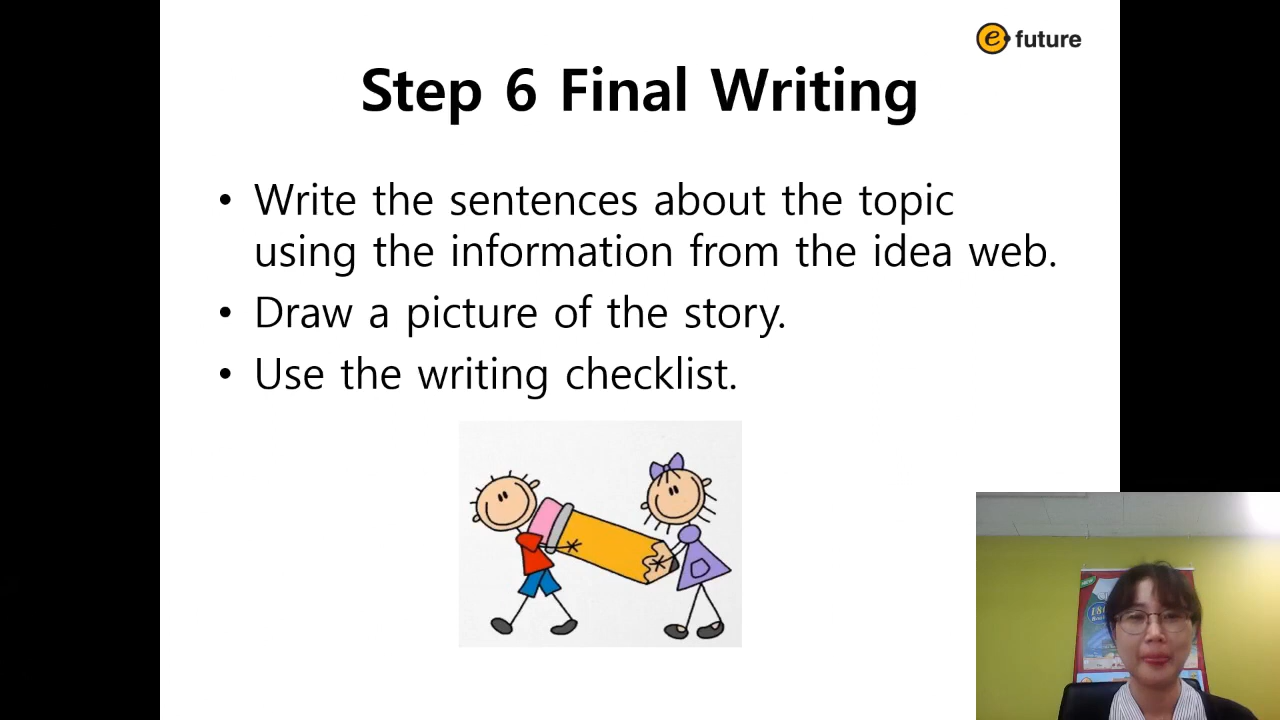 e future
Step 6 Final Writing
• Write the sentences about the topic
using the information from the idea web.
• Draw a picture of the story.
• Use the writing checklist.